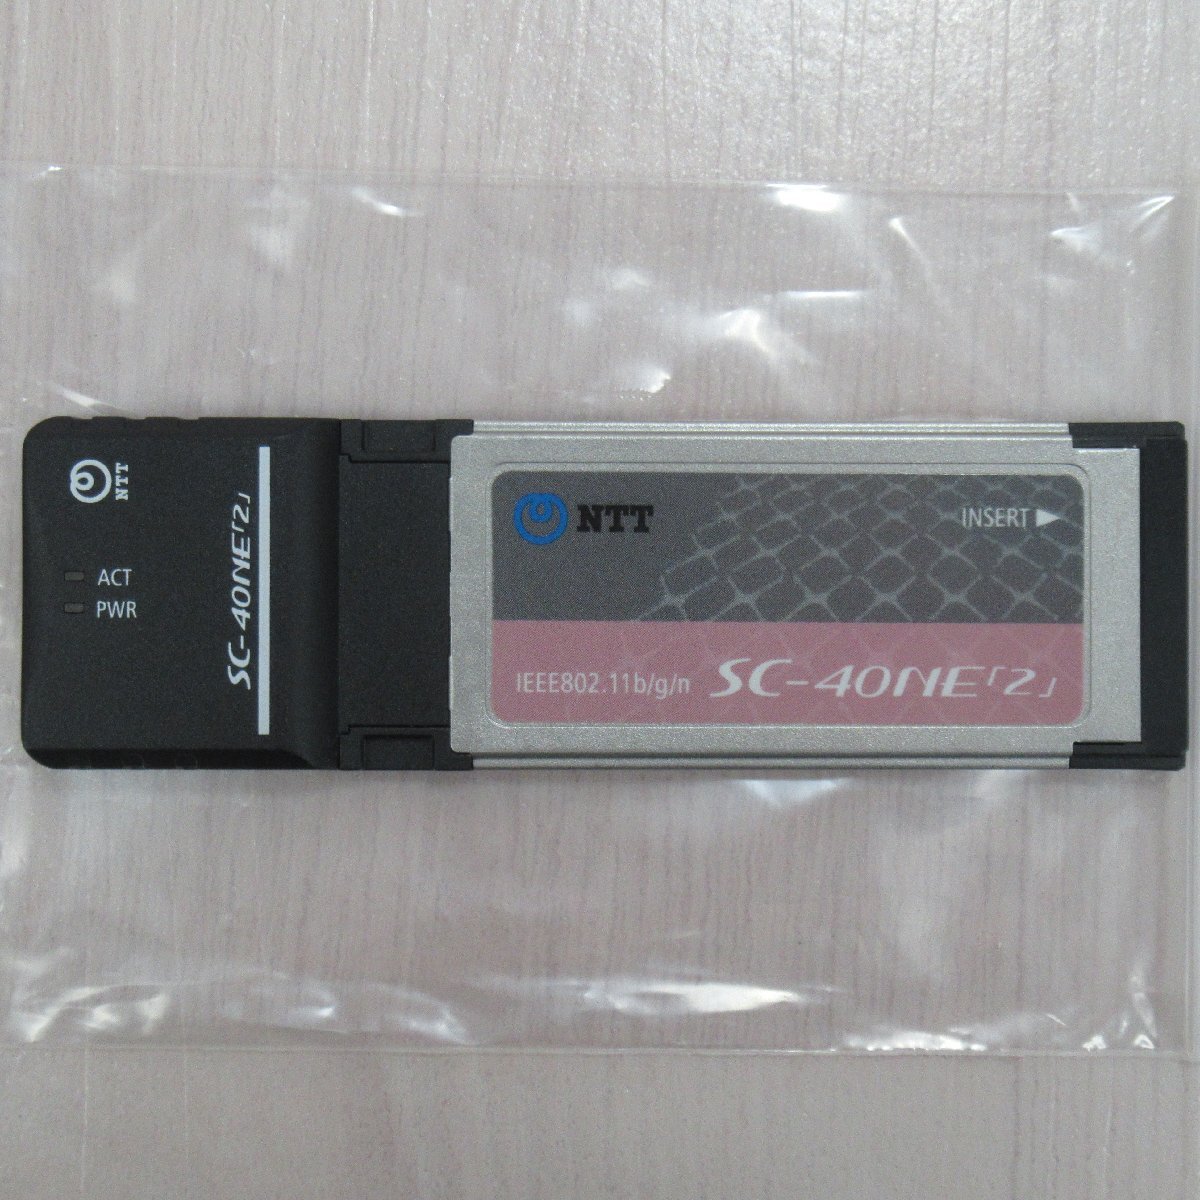 NTT
ACT
PWR
SC-40NE「2」
NTT
INSERT ▶
IEEE802.11b/g/n SC-40NE「2」